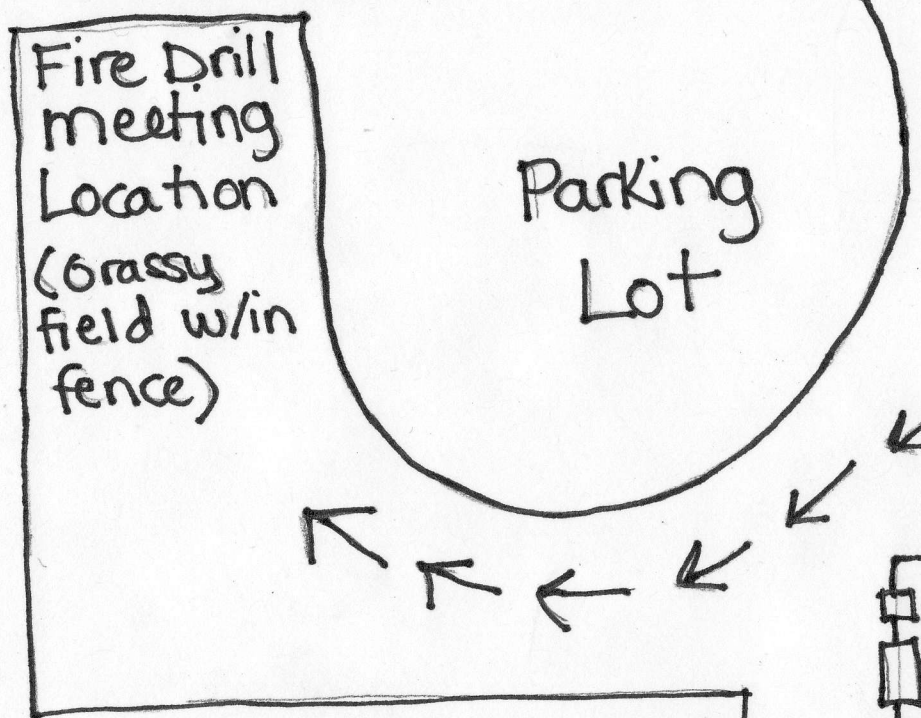 Fire Drill
meeting
Location
(Grassy
field w/in
fence)
Parking
Lot